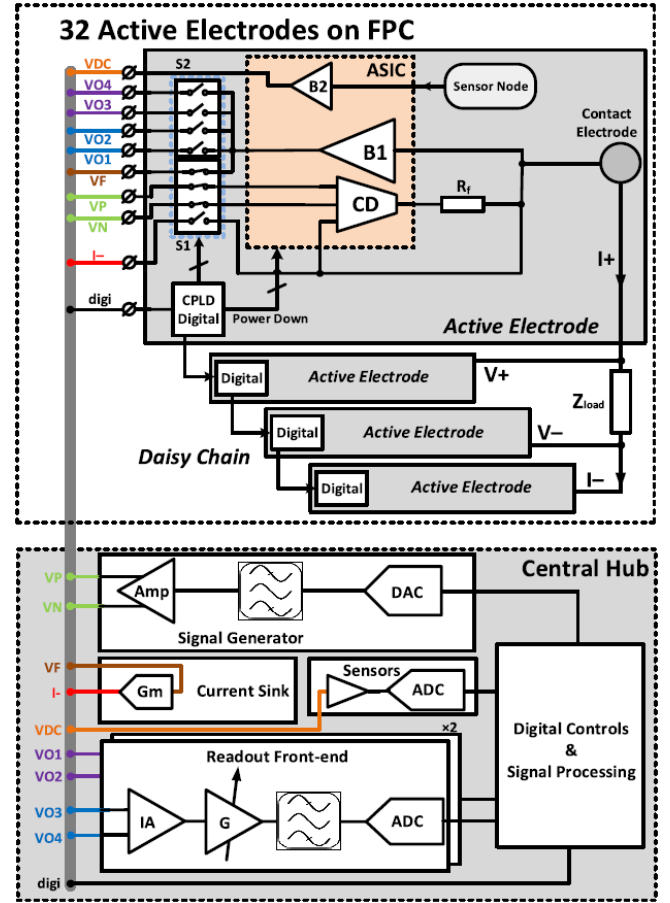 32 Active Electrodes on FPC
VDC
VO4
VO3
VO2
VO1
VF
VP
VN
I−
digi
S2
S1
ASIC
B2
Sensor Node
B1
CD
Rf
Contact
Electrode
I+
CPLD
Digital
Power Down
Active Electrode
Digital
Active Electrode
V+
Digital
Active Electrode
V−
Zload
Daisy Chain
Digital
Active Electrode
I−
Central Hub
VP
VN
Amp
DAC
Signal Generator
VF
I-
Gm
Current Sink
Sensors
ADC
VDC
×2
VO1
VO2
VO3
VO4
Readout Front-end
IA
G
ADC
Digital Controls
&
Signal Processing
digi